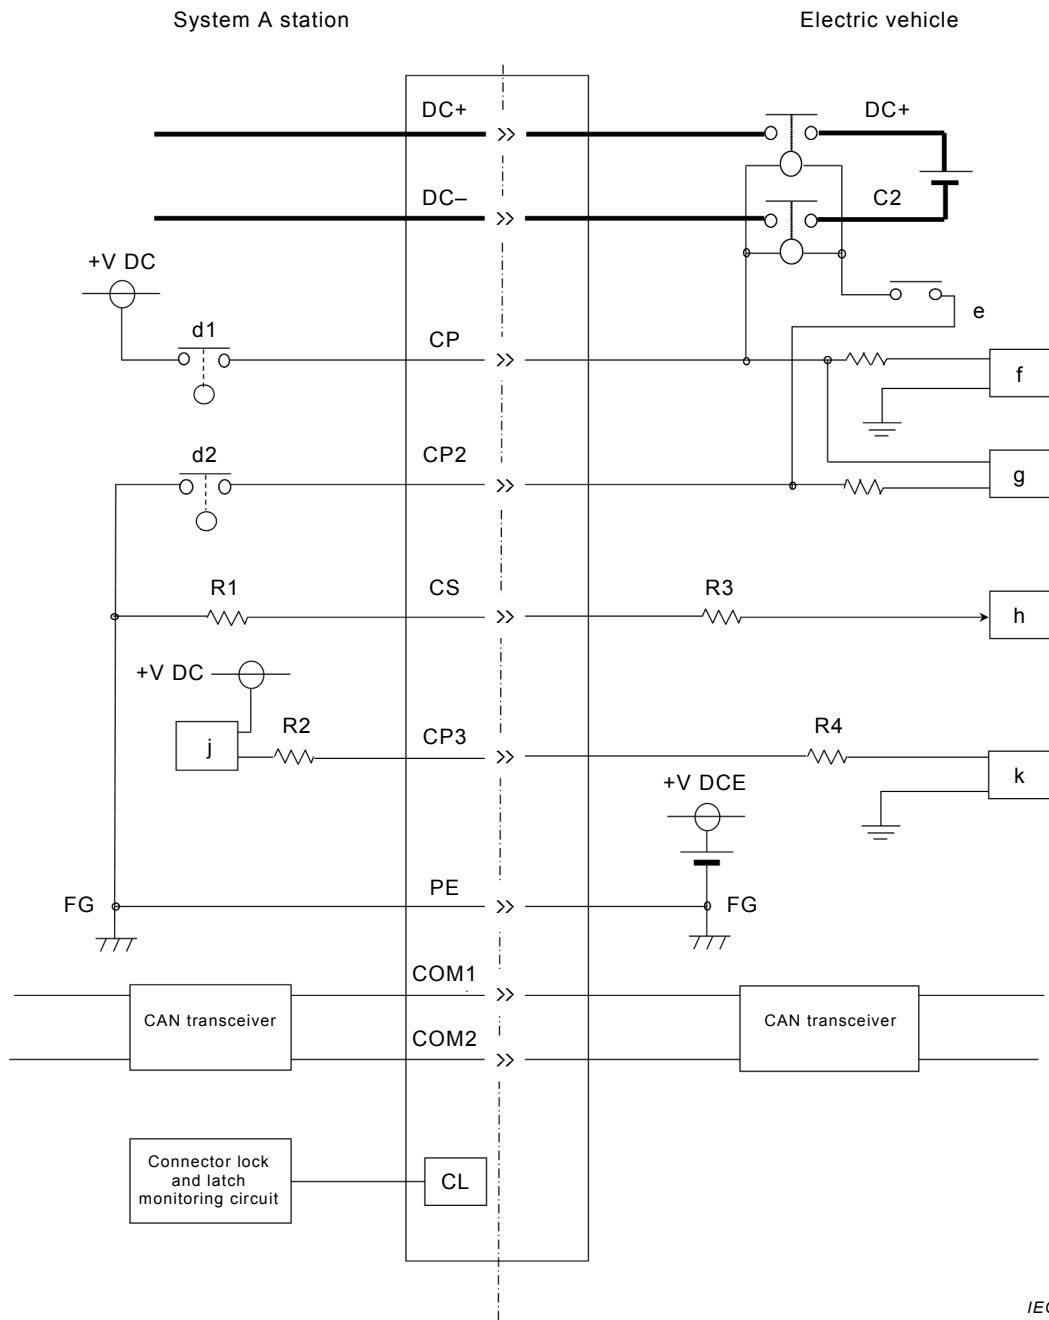 System A station Electric vehicle
DC+ DC+
DC– C2
+V DC
e
d1 CP
f
d2 CP2
g
R1 CS R3
h
+V DC
j R2 CP3 R4
k
+V DCE
FG PE FG
COM1
CAN transceiver CAN transceiver
COM2
Connector lock
and latch
monitoring circuit
CL